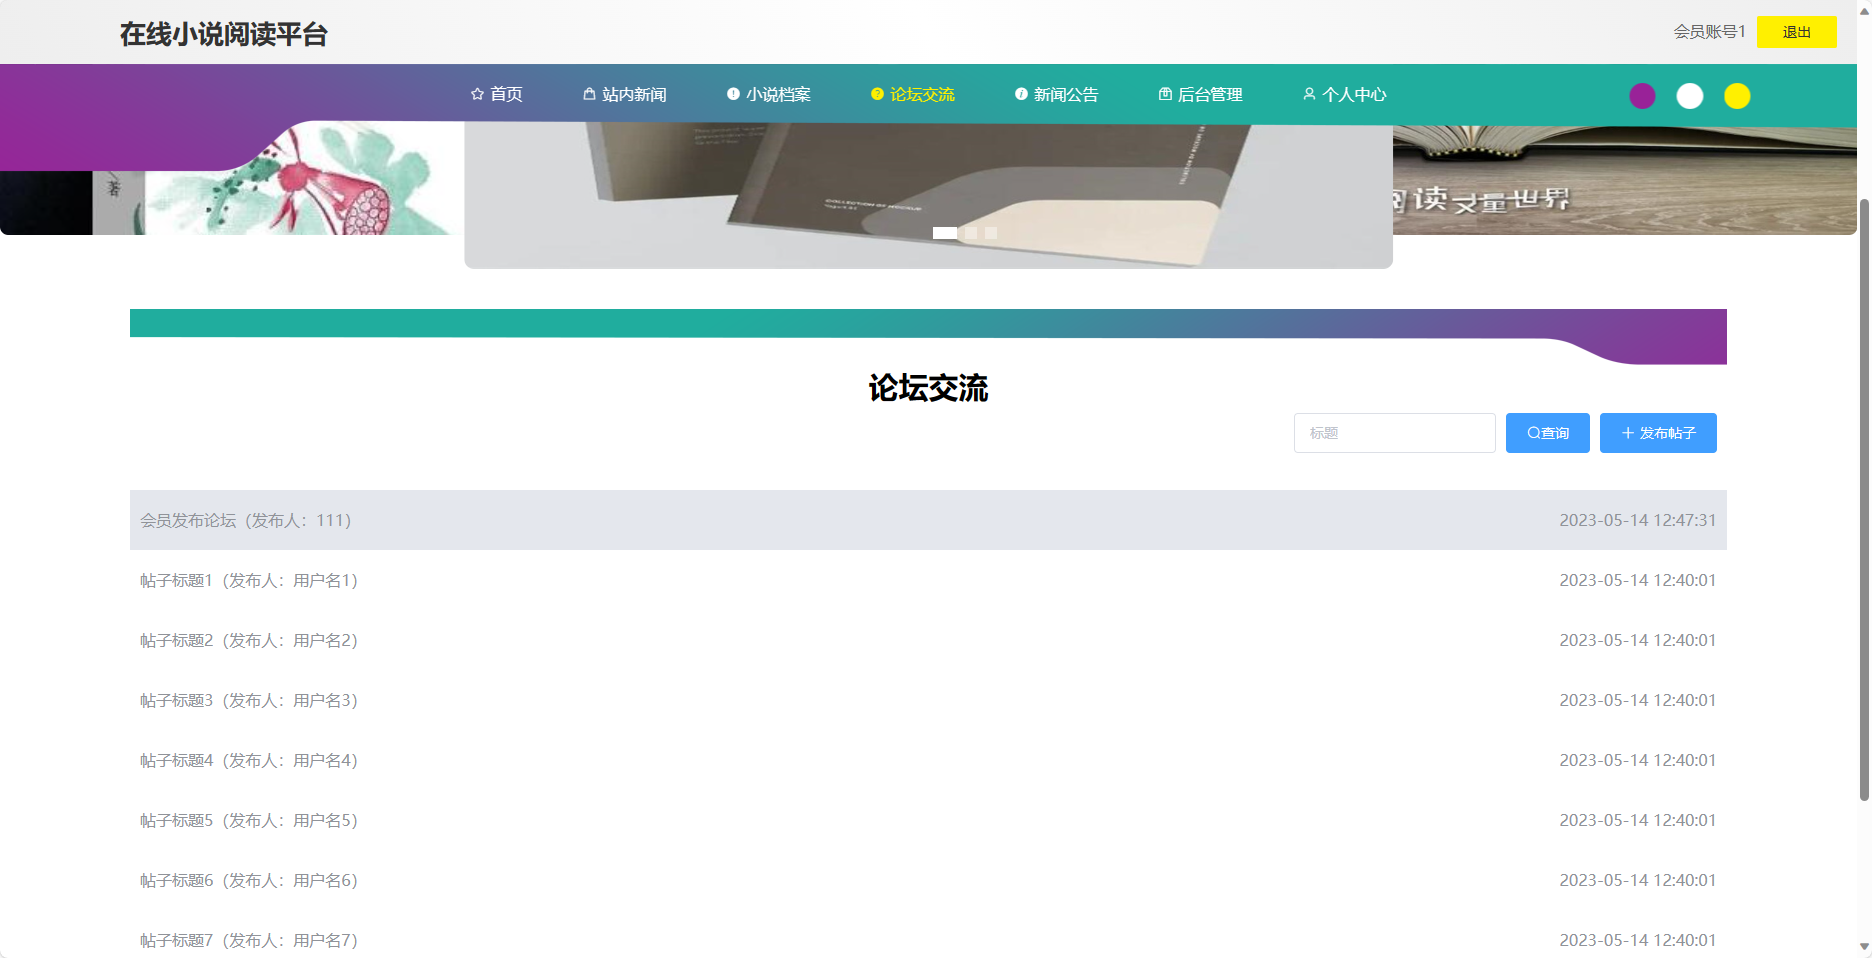 在线小说阅读平台
会员账号1
退出
首页
站内新闻
小说档案
论坛交流
新闻公告
后台管理
个人中心
著
阅读丈量世界
论坛交流
标题
查询
发布帖子
会员发布论坛（发布人：111） 2023-05-14 12:47:31
帖子标题1（发布人：用户名1） 2023-05-14 12:40:01
帖子标题2（发布人：用户名2） 2023-05-14 12:40:01
帖子标题3（发布人：用户名3） 2023-05-14 12:40:01
帖子标题4（发布人：用户名4） 2023-05-14 12:40:01
帖子标题5（发布人：用户名5） 2023-05-14 12:40:01
帖子标题6（发布人：用户名6） 2023-05-14 12:40:01
帖子标题7（发布人：用户名7） 2023-05-14 12:40:01